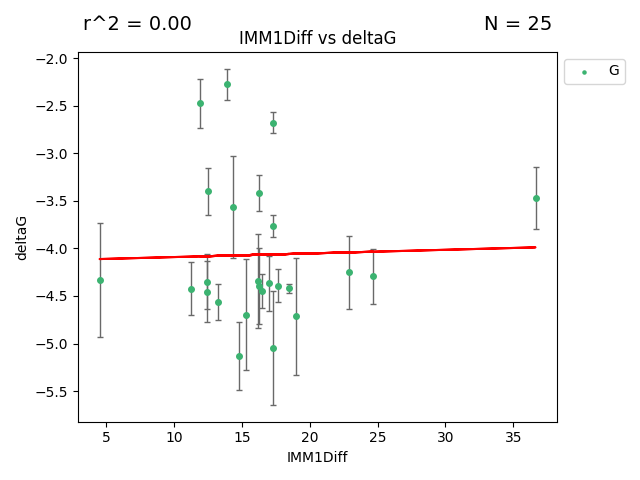 r^2 = 0.00
N = 25
IMM1Diff vs deltaG
G
−2.0
−2.5
−3.0
−3.5
−4.0
−4.5
−5.0
−5.5
deltaG
5 10 15 20 25 30 35
IMM1Diff